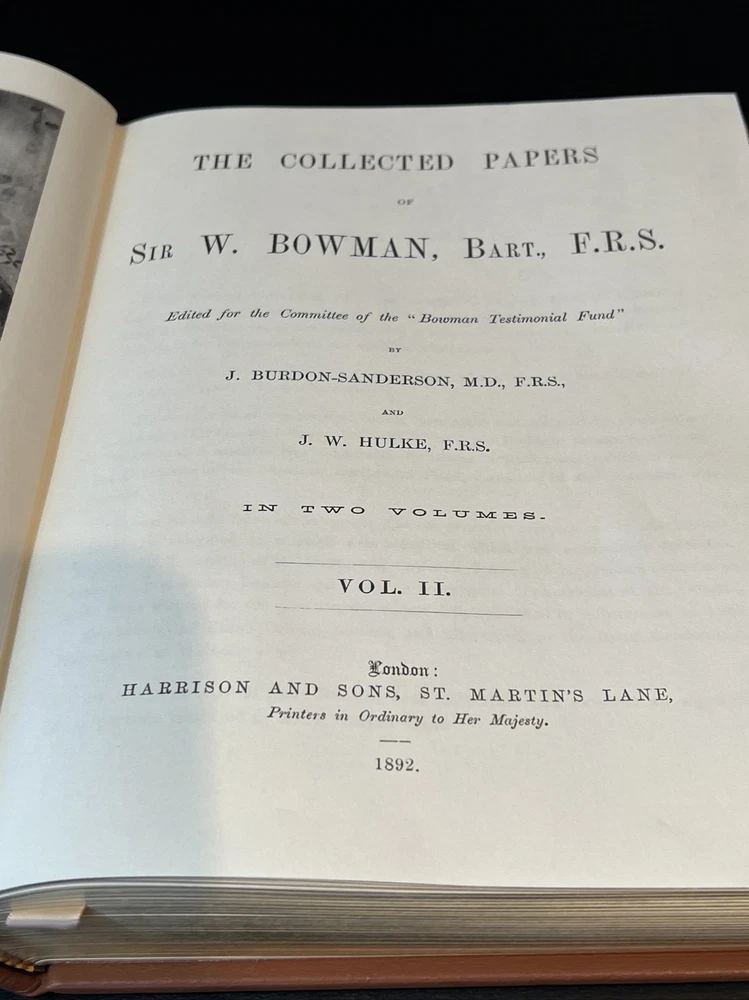 THE COLLECTED PAPERS
OF
SIR W. BOWMAN, BART., F.R.S.
Edited for the Committee of the “Bowman Testimonial Fund”
BY
J. BURDON-SANDERSON, M.D., F.R.S.,
AND
J. W. HULKE, F.R.S.
IN TWO VOLUMES.
VOL. II.
London:
HARRISON AND SONS, ST. MARTIN'S LANE,
Printers in Ordinary to Her Majesty.
1892.